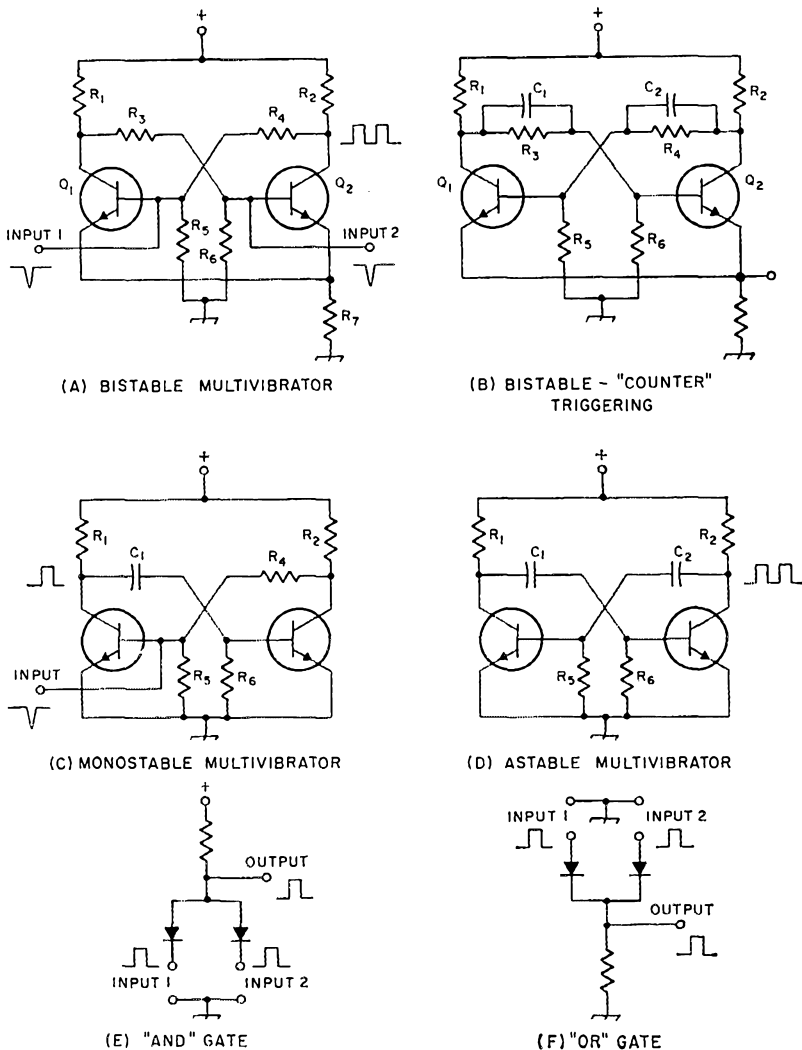 +
+
R1
R2
R3
R4
Q1
Q2
INPUT 1
INPUT 2
R5
R6
R7
(A) BISTABLE MULTIVIBRATOR
R1
C1
C2
R2
R3
R4
Q1
Q2
R5
R6
(B) BISTABLE - "COUNTER"
TRIGGERING
+
+
R1
C1
R4
R2
INPUT
R5
R6
(C) MONOSTABLE MULTIVIBRATOR
R1
C1
C2
R2
R5
R6
(D) ASTABLE MULTIVIBRATOR
+
OUTPUT
INPUT 1
INPUT 2
(E) "AND" GATE
INPUT 1
INPUT 2
OUTPUT
(F) "OR" GATE